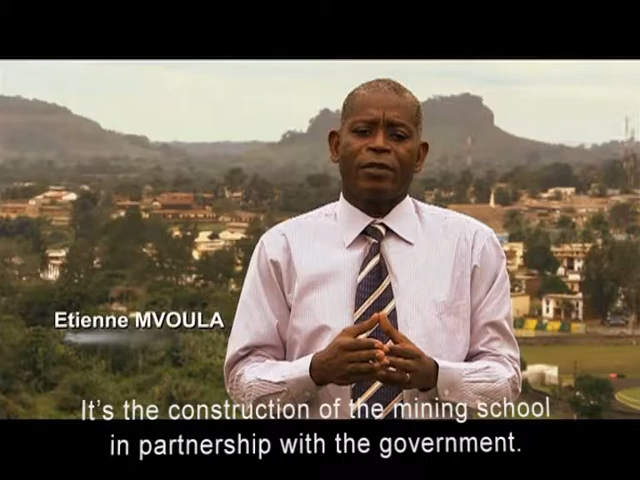 Etienne MVOULA
It's the construction of the mining school
in partnership with the government.